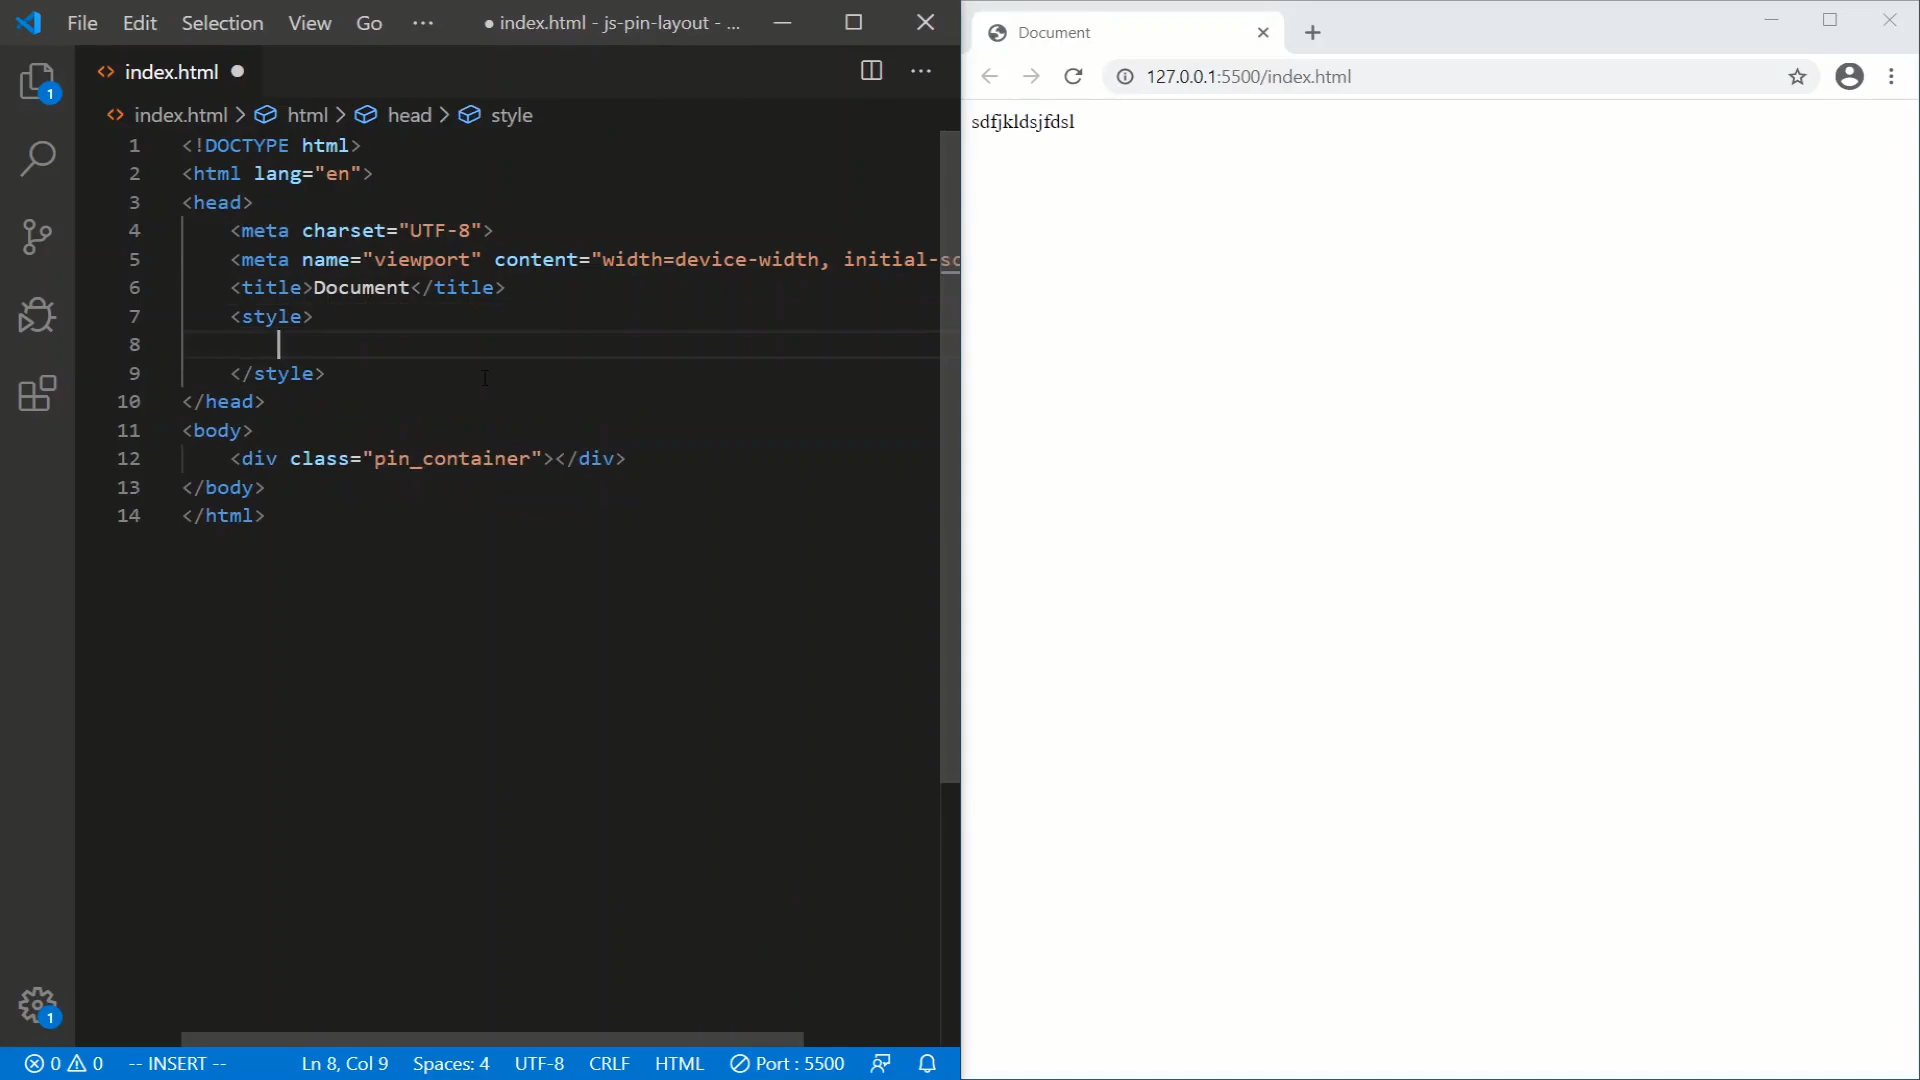 File Edit Selection View Go ··· ● index.html - js-pin-layout - ...
index.html
index.html > html > head > style
1 <!DOCTYPE html>
2 <html lang="en">
3 <head>
4 <meta charset="UTF-8">
5 <meta name="viewport" content="width=device-width, initial-sc
6 <title>Document</title>
7 <style>
8
9 </style>
10 </head>
11 <body>
12 <div class="pin_container"></div>
13 </body>
14 </html>
1
1
0 0 -- INSERT -- Ln 8, Col 9 Spaces: 4 UTF-8 CRLF HTML Port : 5500
Document
127.0.0.1:5500/index.html
sdfjkldsjfdsl